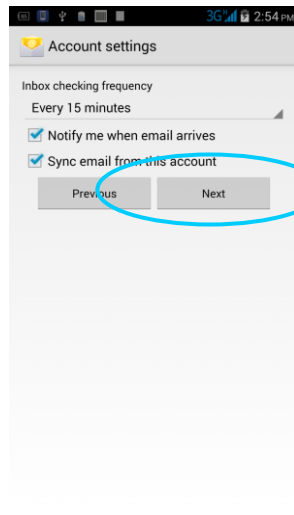 3G 2:54 PM
Account settings
Inbox checking frequency
Every 15 minutes
Notify me when email arrives
Sync email from this account
Previous Next